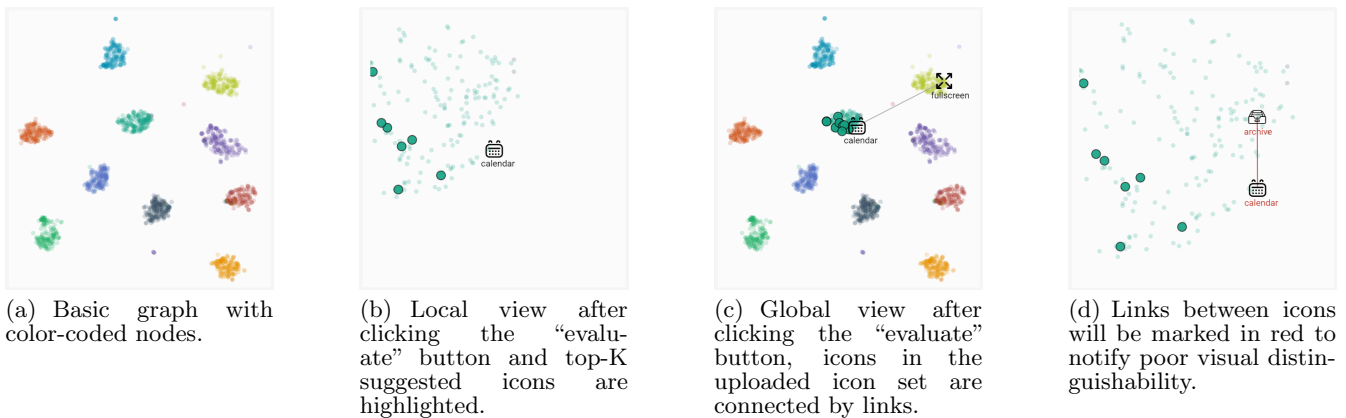 calendar
fullscreen
calendar
archive
calendar
(a) Basic graph with
color-coded nodes.
(b) Local view after
clicking the “evalu-
ate” button and top-K
suggested icons are
highlighted.
(c) Global view after
clicking the “evaluate”
button, icons in the
uploaded icon set are
connected by links.
(d) Links between icons
will be marked in red to
notify poor visual distin-
guishability.